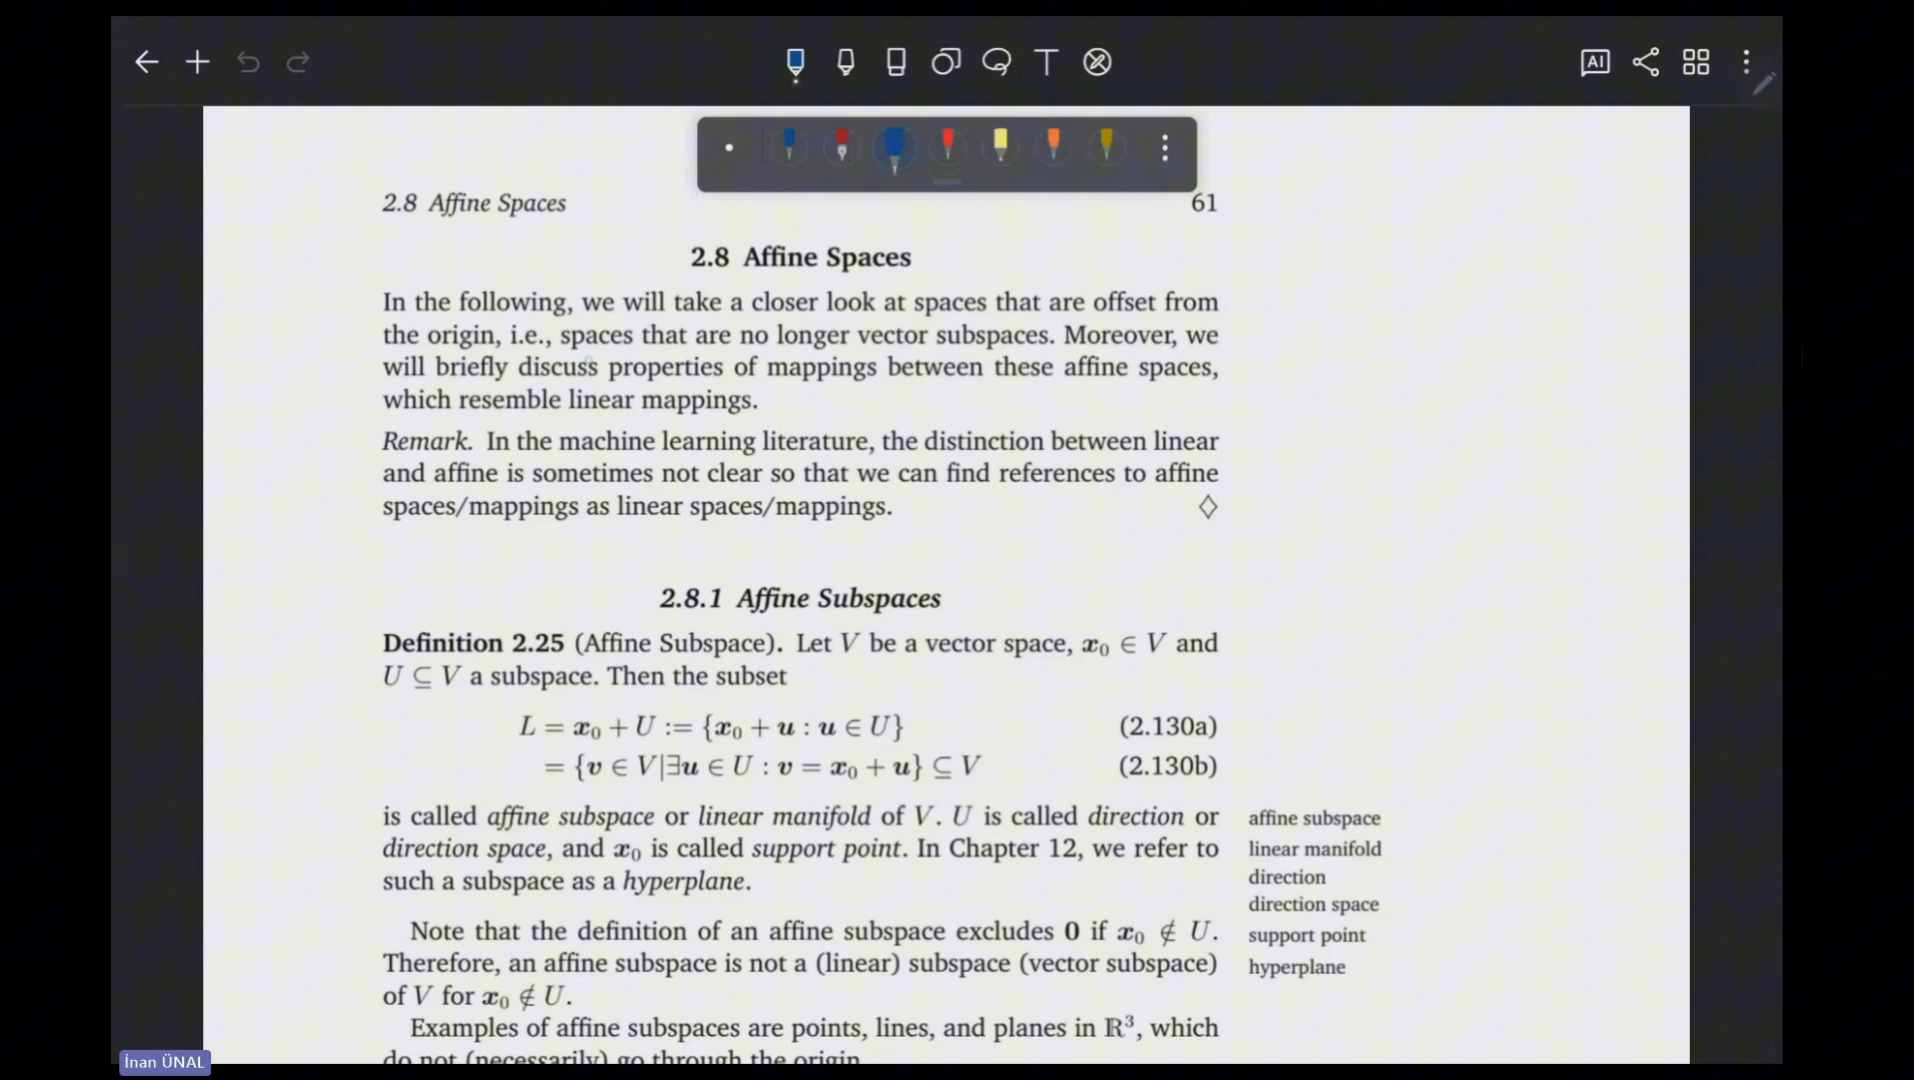 AI
2.8 Affine Spaces 61
2.8 Affine Spaces
In the following, we will take a closer look at spaces that are offset from
the origin, i.e., spaces that are no longer vector subspaces. Moreover, we
will briefly discuss properties of mappings between these affine spaces,
which resemble linear mappings.
Remark. In the machine learning literature, the distinction between linear
and affine is sometimes not clear so that we can find references to affine
spaces/mappings as linear spaces/mappings. ◇
2.8.1 Affine Subspaces
Definition 2.25 (Affine Subspace). Let V be a vector space, x₀ ∈ V and
U ⊆ V a subspace. Then the subset
L = x₀ + U := {x₀ + u : u ∈ U} (2.130a)
= {v ∈ V|∃u ∈ U : v = x₀ + u} ⊆ V (2.130b)
is called affine subspace or linear manifold of V. U is called direction or
direction space, and x₀ is called support point. In Chapter 12, we refer to
such a subspace as a hyperplane.
affine subspace
linear manifold
direction
direction space
support point
hyperplane
Note that the definition of an affine subspace excludes 0 if x₀ ∉ U.
Therefore, an affine subspace is not a (linear) subspace (vector subspace)
of V for x₀ ∉ U.
Examples of affine subspaces are points, lines, and planes in ℝ³, which
do not (necessarily) go through the origin.
İnan ÜNAL